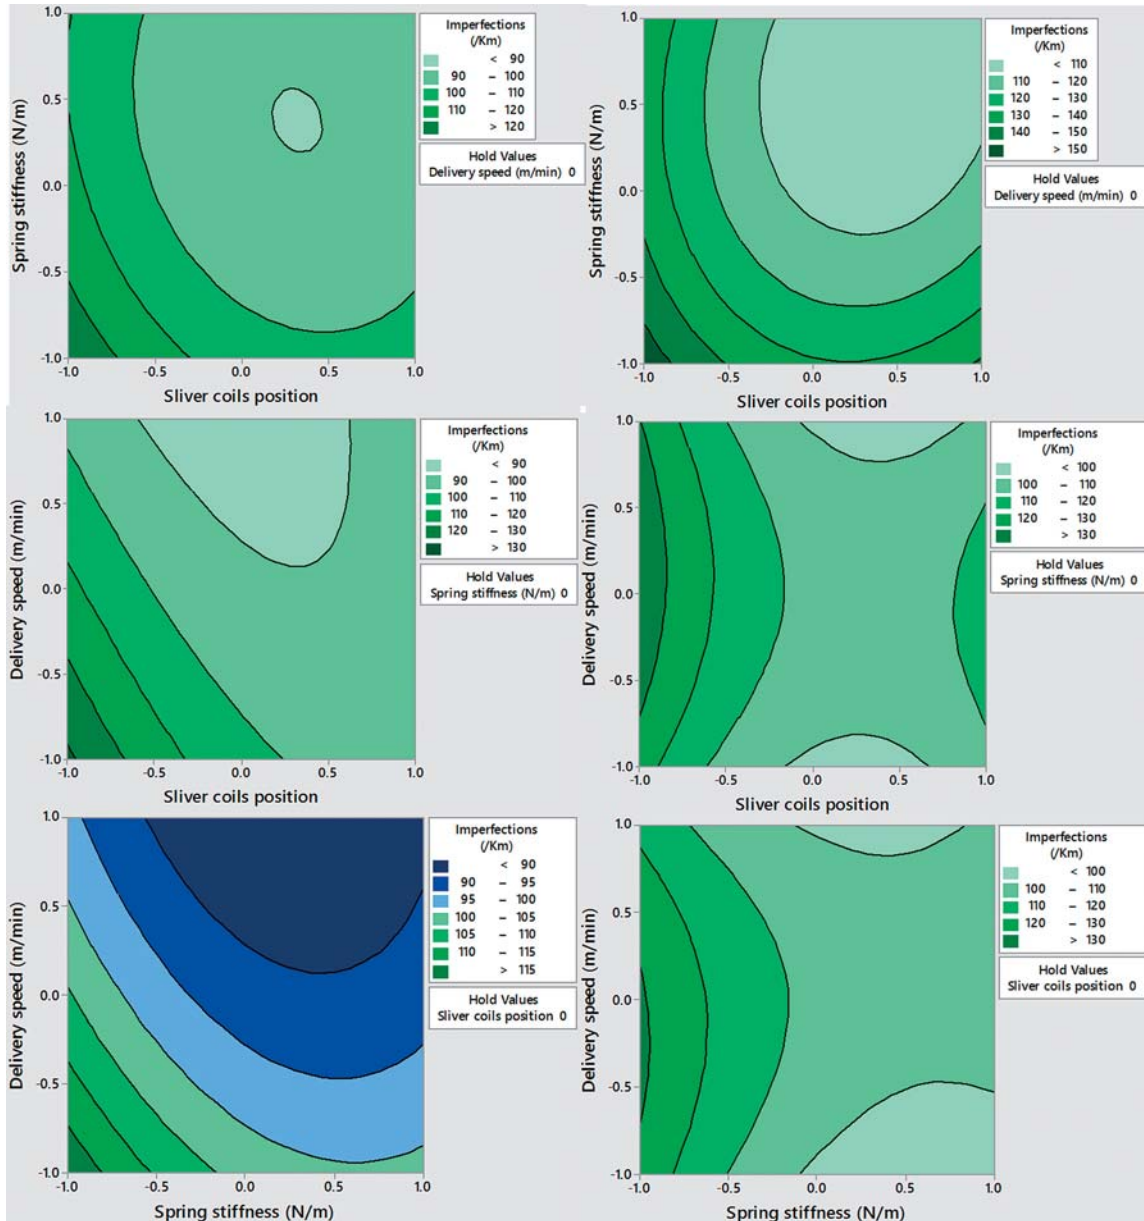 Imperfections
(/Km)
< 90
90 – 100
100 – 110
110 – 120
> 120
Hold Values
Delivery speed (m/min) 0
Spring stiffness (N/m)
1.0
0.5
0.0
-0.5
-1.0
-1.0 -0.5 0.0 0.5 1.0
Sliver coils position
Imperfections
(/Km)
< 110
110 – 120
120 – 130
130 – 140
140 – 150
> 150
Hold Values
Delivery speed (m/min) 0
Spring stiffness (N/m)
1.0
0.5
0.0
-0.5
-1.0
-1.0 -0.5 0.0 0.5 1.0
Sliver coils position
Imperfections
(/Km)
< 90
90 – 100
100 – 110
110 – 120
120 – 130
> 130
Hold Values
Spring stiffness (N/m) 0
Delivery speed (m/min)
1.0
0.5
0.0
-0.5
-1.0
-1.0 -0.5 0.0 0.5 1.0
Sliver coils position
Imperfections
(/Km)
< 100
100 – 110
110 – 120
120 – 130
> 130
Hold Values
Spring stiffness (N/m) 0
Delivery speed (m/min)
1.0
0.5
0.0
-0.5
-1.0
-1.0 -0.5 0.0 0.5 1.0
Sliver coils position
Imperfections
(/Km)
< 90
90 – 95
95 – 100
100 – 105
105 – 110
110 – 115
> 115
Hold Values
Sliver coils position 0
Delivery speed (m/min)
1.0
0.5
0.0
-0.5
-1.0
-1.0 -0.5 0.0 0.5 1.0
Spring stiffness (N/m)
Imperfections
(/Km)
< 100
100 – 110
110 – 120
120 – 130
> 130
Hold Values
Sliver coils position 0
Delivery speed (m/min)
1.0
0.5
0.0
-0.5
-1.0
-1.0 -0.5 0.0 0.5 1.0
Spring stiffness (N/m)